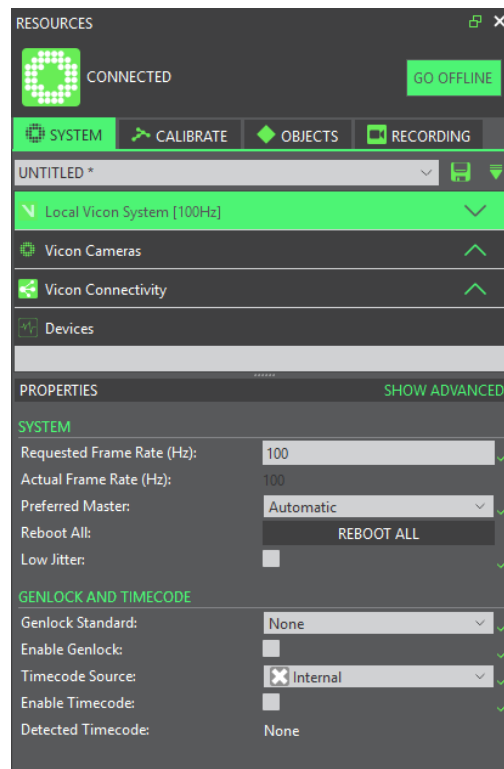 RESOURCES
CONNECTED
GO OFFLINE
SYSTEM CALIBRATE OBJECTS RECORDING
UNTITLED *
Local Vicon System [100Hz]
Vicon Cameras
Vicon Connectivity
Devices
PROPERTIES SHOW ADVANCED
SYSTEM
Requested Frame Rate (Hz): 100
Actual Frame Rate (Hz): 100
Preferred Master: Automatic
Reboot All: REBOOT ALL
Low Jitter:
GENLOCK AND TIMECODE
Genlock Standard: None
Enable Genlock:
Timecode Source: Internal
Enable Timecode:
Detected Timecode: None